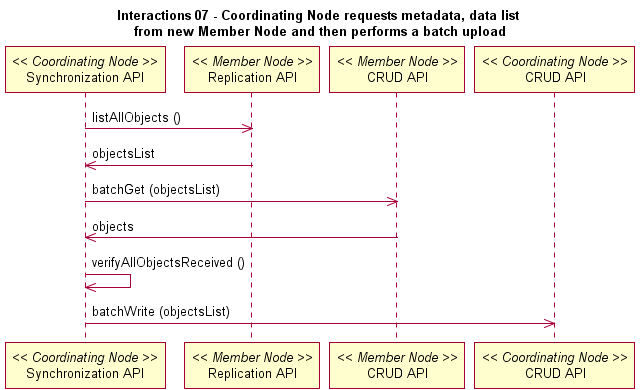 Interactions 07 - Coordinating Node requests metadata, data list
from new Member Node and then performs a batch upload
<< Coordinating Node >>
Synchronization API
<< Member Node >>
Replication API
<< Member Node >>
CRUD API
<< Coordinating Node >>
CRUD API
listAllObjects ()
objectsList
batchGet (objectsList)
objects
verifyAllObjectsReceived ()
batchWrite (objectsList)
<< Coordinating Node >>
Synchronization API
<< Member Node >>
Replication API
<< Member Node >>
CRUD API
<< Coordinating Node >>
CRUD API